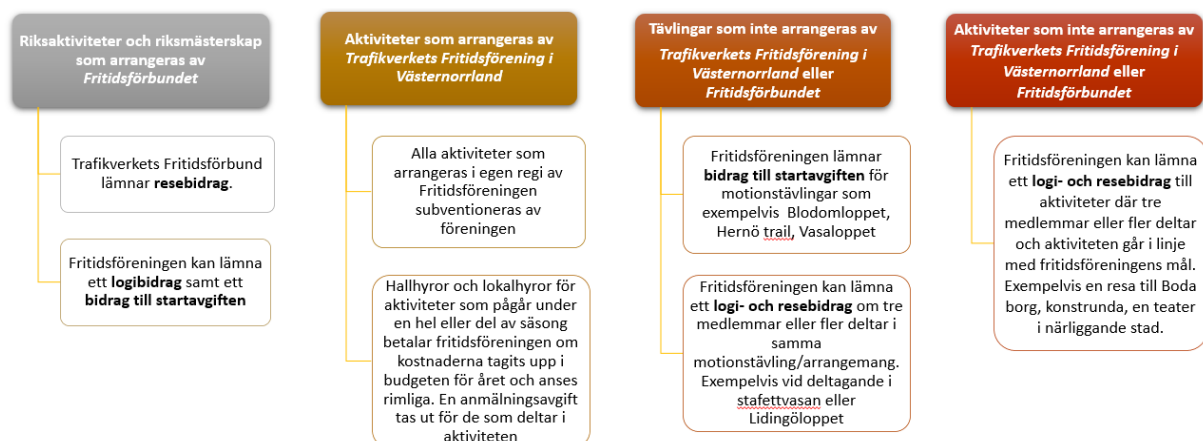 Riksaktiviteter och riksmästerskap
som arrangeras av
Fritidsförbundet
Trafikverkets Fritidsförbund
lämnar resebidrag.
Fritidsföreningen kan lämna
ett logibidrag samt ett
bidrag till startavgiften
Aktiviteter som arrangeras av
Trafikverkets Fritidsförening i
Västernorrland
Alla aktiviteter som
arrangeras i egen regi av
Fritidsföreningen
subventioneras av
föreningen
Hallhyror och lokalhyror för
aktiviteter som pågår under
en hel eller del av säsong
betalar fritidsföreningen om
kostnaderna tagits upp i
budgeten för året och anses
rimliga. En anmälningsavgift
tas ut för de som deltar i
aktiviteten
Tävlingar som inte arrangeras av
Trafikverkets Fritidsförening i
Västernorrland eller
Fritidsförbundet
Fritidsföreningen lämnar
bidrag till startavgiften för
motionstävlingar som
exempelvis Blodomloppet,
Hernö trail, Vasaloppet
Fritidsföreningen kan lämna
ett logi- och resebidrag om tre
medlemmar eller fler deltar i
samma
motionstävling/arrangemang.
Exempelvis vid deltagande i
stafettvasan eller
Lidingöloppet
Aktiviteter som inte arrangeras av
Trafikverkets Fritidsförening i
Västernorrland eller
Fritidsförbundet
Fritidsföreningen kan lämna
ett logi- och resebidrag till
aktiviteter där tre
medlemmar eller fler deltar
och aktiviteten går i linje
med fritidsföreningens mål.
Exempelvis en resa till Boda
borg, konstrunda, en teater
i närliggande stad.